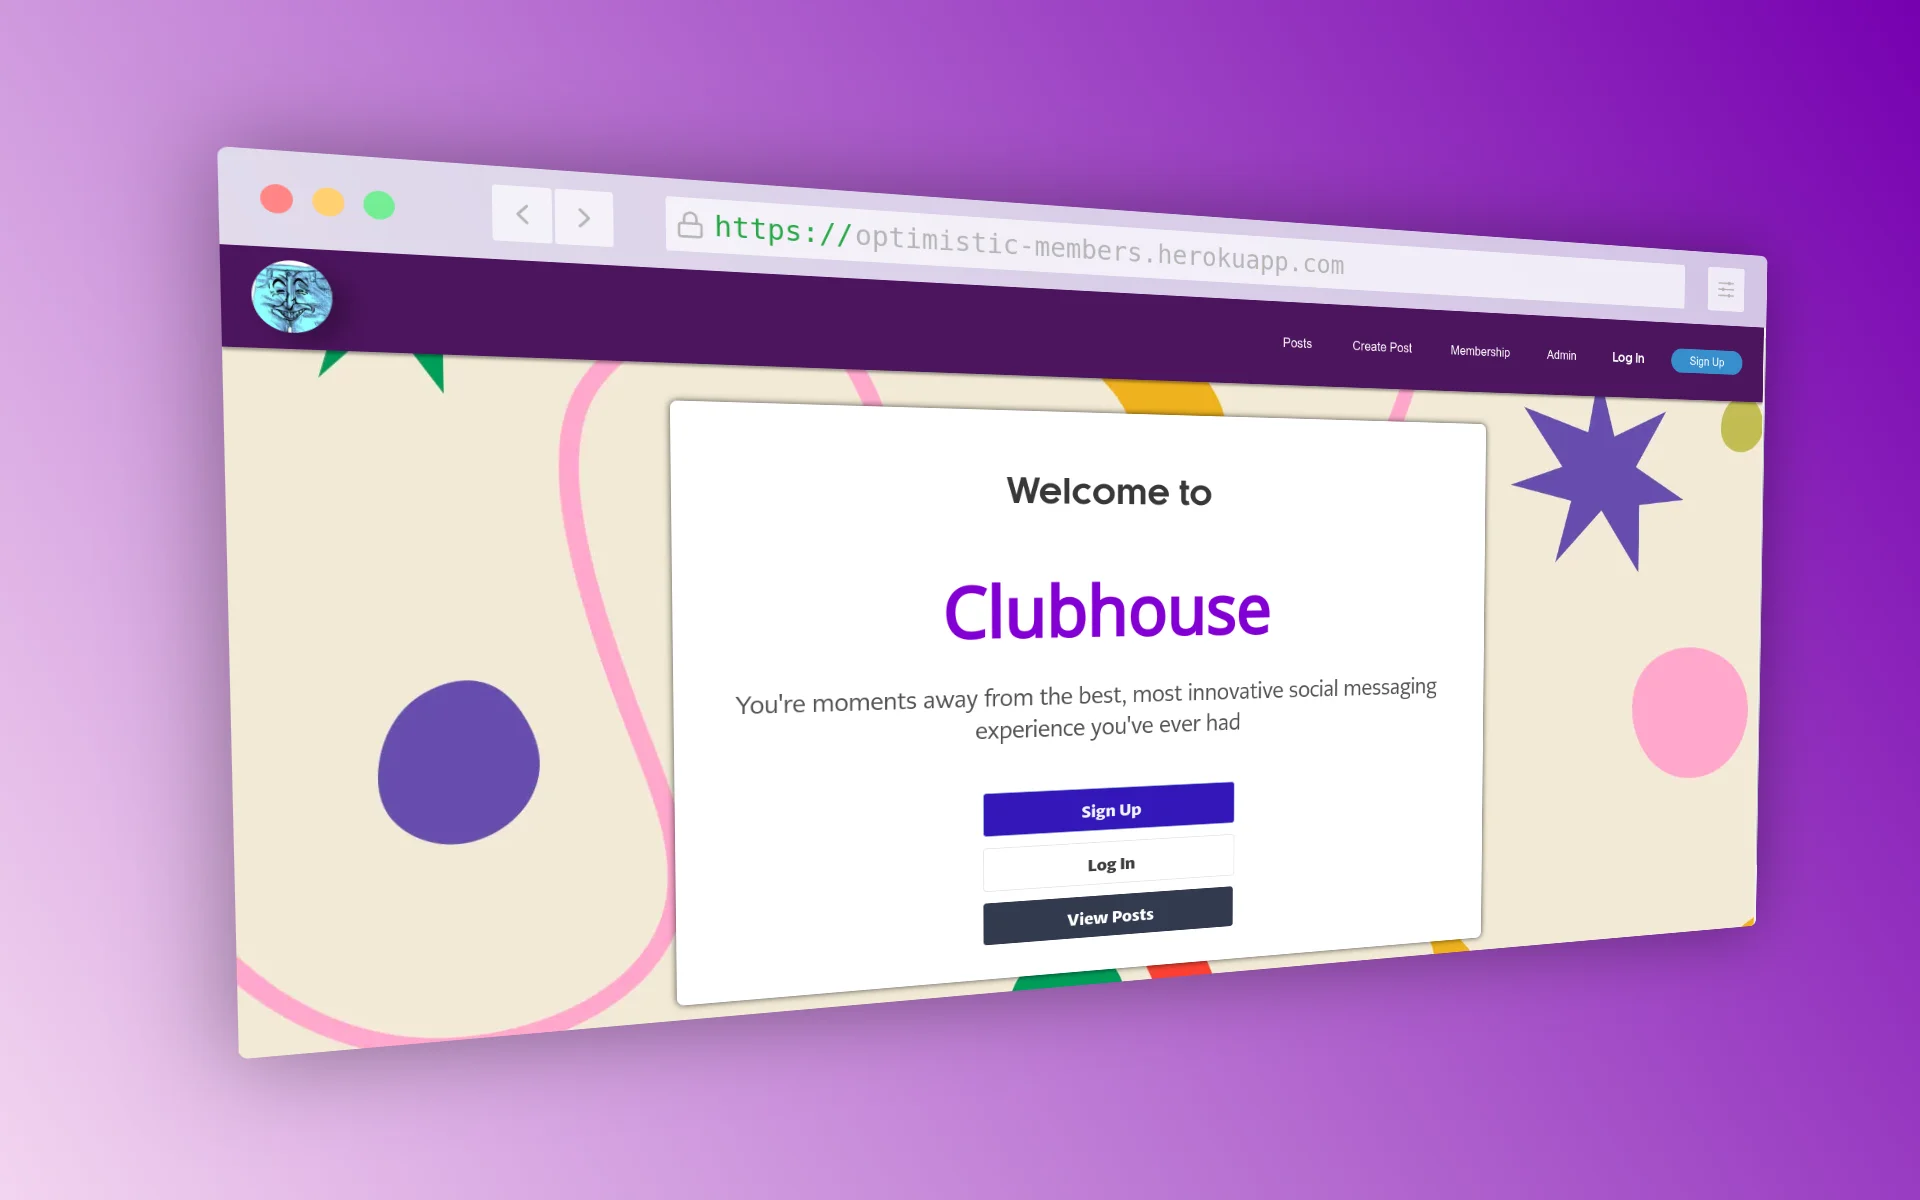 https://optimistic-members.herokuapp.com
Posts Create Post Membership Admin Log In Sign Up
Welcome to
Clubhouse
You're moments away from the best, most innovative social messaging
experience you've ever had
Sign Up
Log In
View Posts